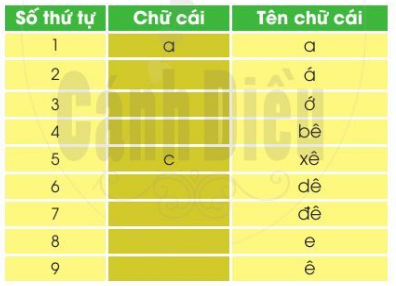 Số thứ tự Chữ cái Tên chữ cái
1 a a
2 á
3 ớ
4 bê
5 c xê
6 dê
7 đê
8 e
9 ê
Cánh Diều